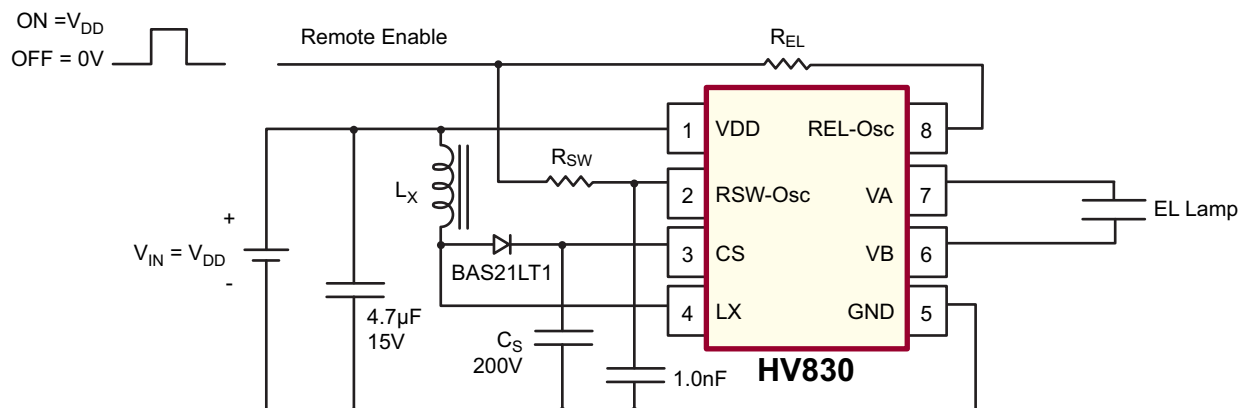 ON =VDD
OFF = 0V
Remote Enable
REL
1 VDD
REL-Osc 8
RSW
LX
2 RSW-Osc
VA 7
EL Lamp
+
VIN = VDD
-
BAS21LT1
3 CS
VB 6
4.7µF
15V
4 LX
GND 5
CS
200V
1.0nF
HV830